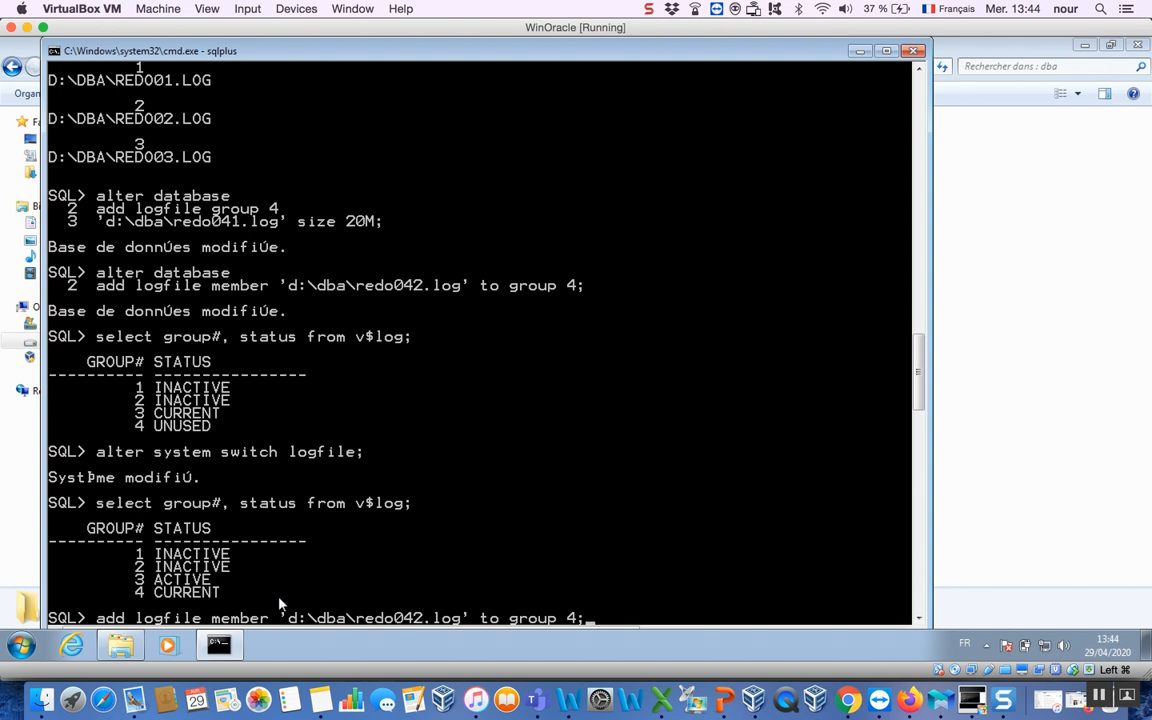 VirtualBox VM Machine View Input Devices Window Help 37 % Français Mer. 13:44 nour
WinOracle [Running]
C:\Windows\system32\cmd.exe - sqlplus
Rechercher dans : dba
Organ
1
D:\DBA\REDO01.LOG
2
D:\DBA\REDO02.LOG
3
D:\DBA\REDO03.LOG
SQL> alter database
2 add logfile group 4
3 'd:\dba\redo041.log' size 20M;
Base de donnÚes modifiÚe.
SQL> alter database
2 add logfile member 'd:\dba\redo042.log' to group 4;
Base de donnÚes modifiÚe.
SQL> select group#, status from v$log;
GROUP# STATUS
---------- ----------------
1 INACTIVE
2 INACTIVE
3 CURRENT
4 UNUSED
SQL> alter system switch logfile;
SystÞme modifiÚ.
SQL> select group#, status from v$log;
GROUP# STATUS
---------- ----------------
1 INACTIVE
2 INACTIVE
3 ACTIVE
4 CURRENT
SQL> add logfile member 'd:\dba\redo042.log' to group 4;_
FR 13:44
29/04/2020
Left ⌘